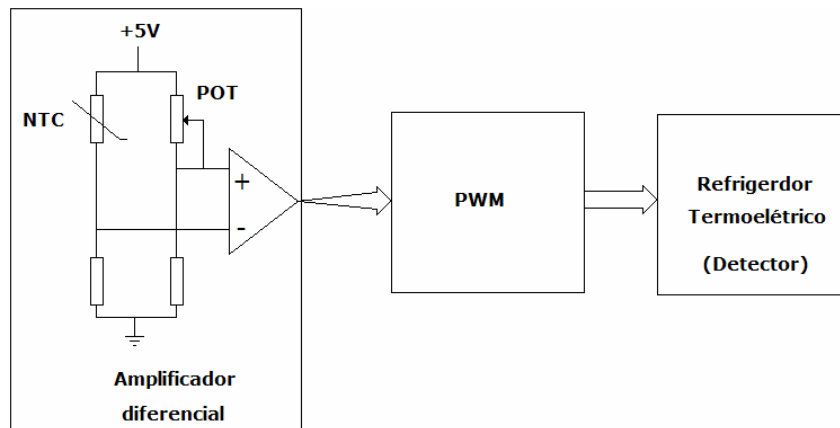 +5V
POT
NTC
+
-
Amplificador
diferencial
PWM
Refrigerdor
Termoelétrico
(Detector)